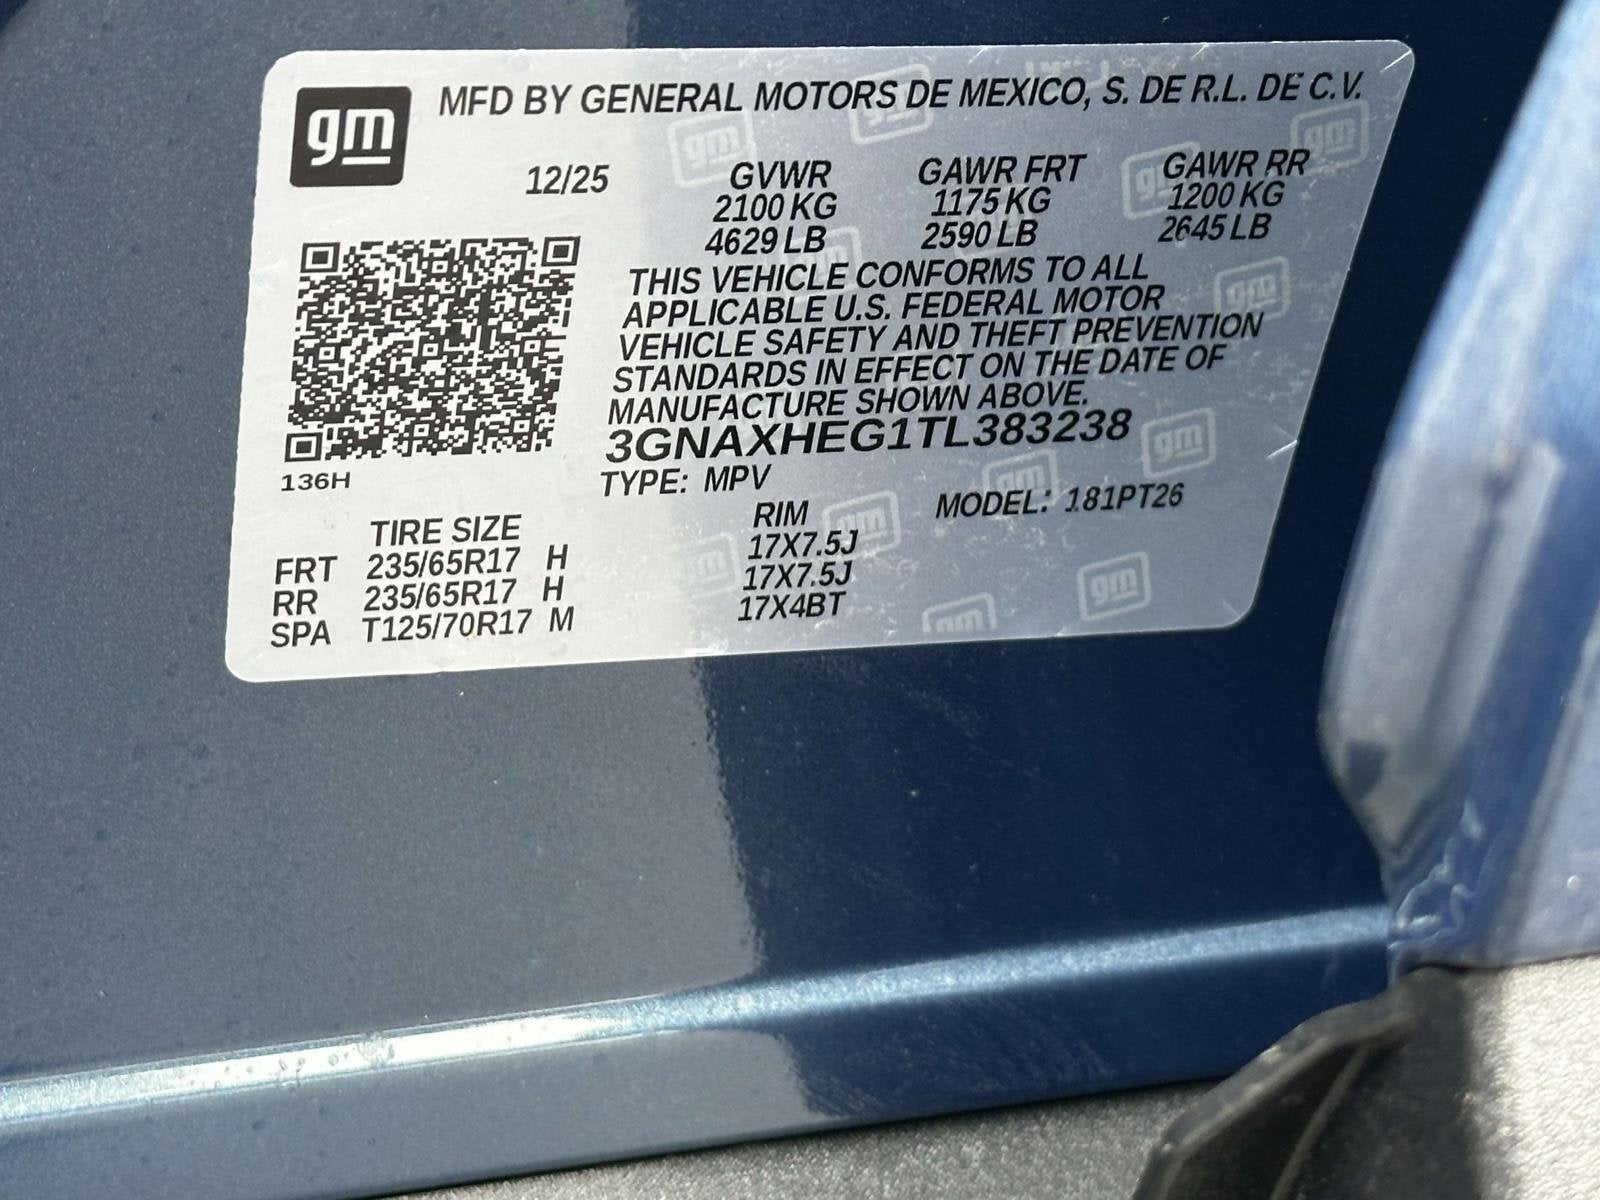 gm
MFD BY GENERAL MOTORS DE MEXICO, S. DE R.L. DE C.V.
12/25 GVWR GAWR FRT GAWR RR
2100 KG 1175 KG 1200 KG
4629 LB 2590 LB 2645 LB
THIS VEHICLE CONFORMS TO ALL
APPLICABLE U.S. FEDERAL MOTOR
VEHICLE SAFETY AND THEFT PREVENTION
STANDARDS IN EFFECT ON THE DATE OF
MANUFACTURE SHOWN ABOVE.
3GNAXHEG1TL383238
136H
TYPE: MPV
MODEL: 181PT26
TIRE SIZE RIM
FRT 235/65R17 H 17X7.5J
RR 235/65R17 H 17X7.5J
SPA T125/70R17 M 17X4BT